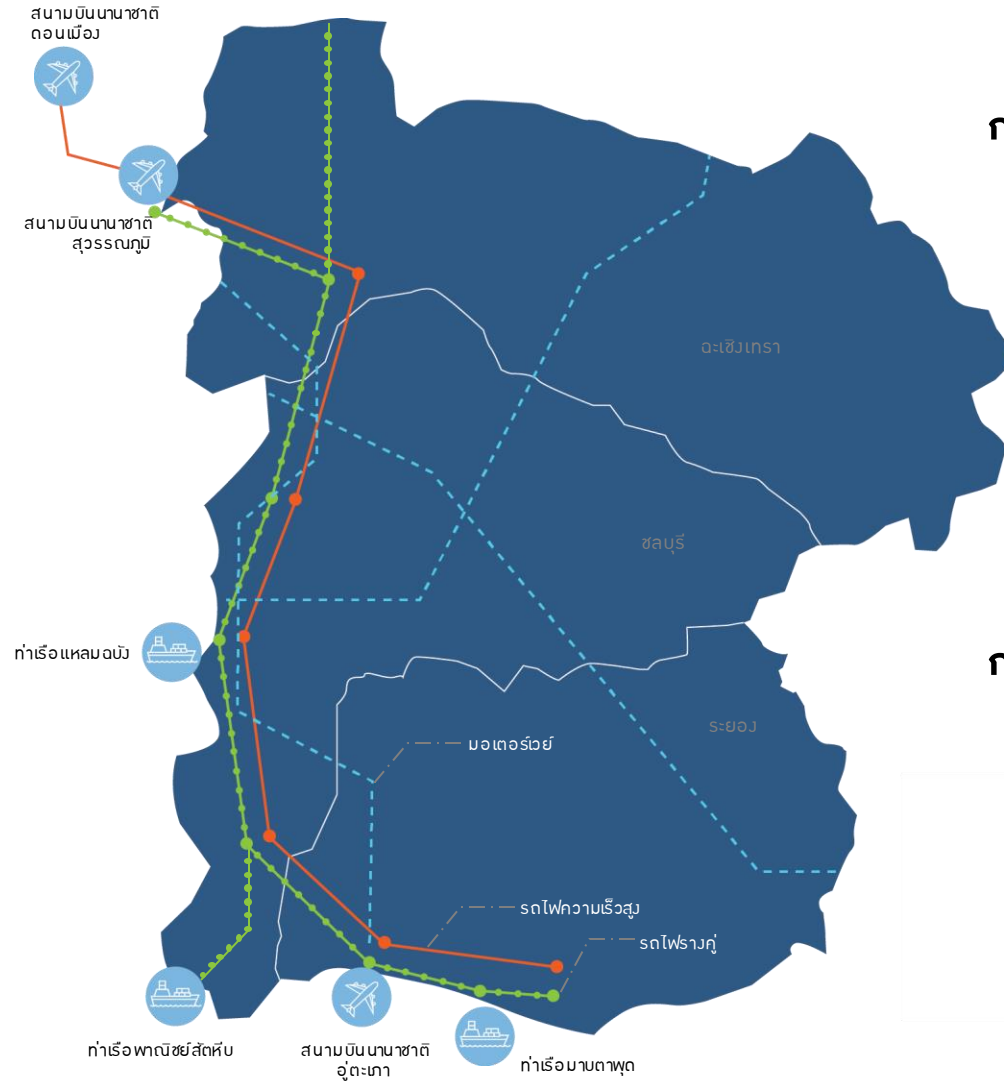 สนามบินนานาชาติ
ดอนเมือง
ก
สนามบินนานาชาติ
สุวรรณภูมิ
ฉะเชิงเทรา
ชลบุรี
ท่าเรือแหลมฉบัง
ก
ระยอง
มอเตอร์เวย์
รถไฟความเร็วสูง
รถไฟรางคู่
ท่าเรือพาณิชย์สัตหีบ
สนามบินนานาชาติ
อู่ตะเภา
ท่าเรือมาบตาพุด